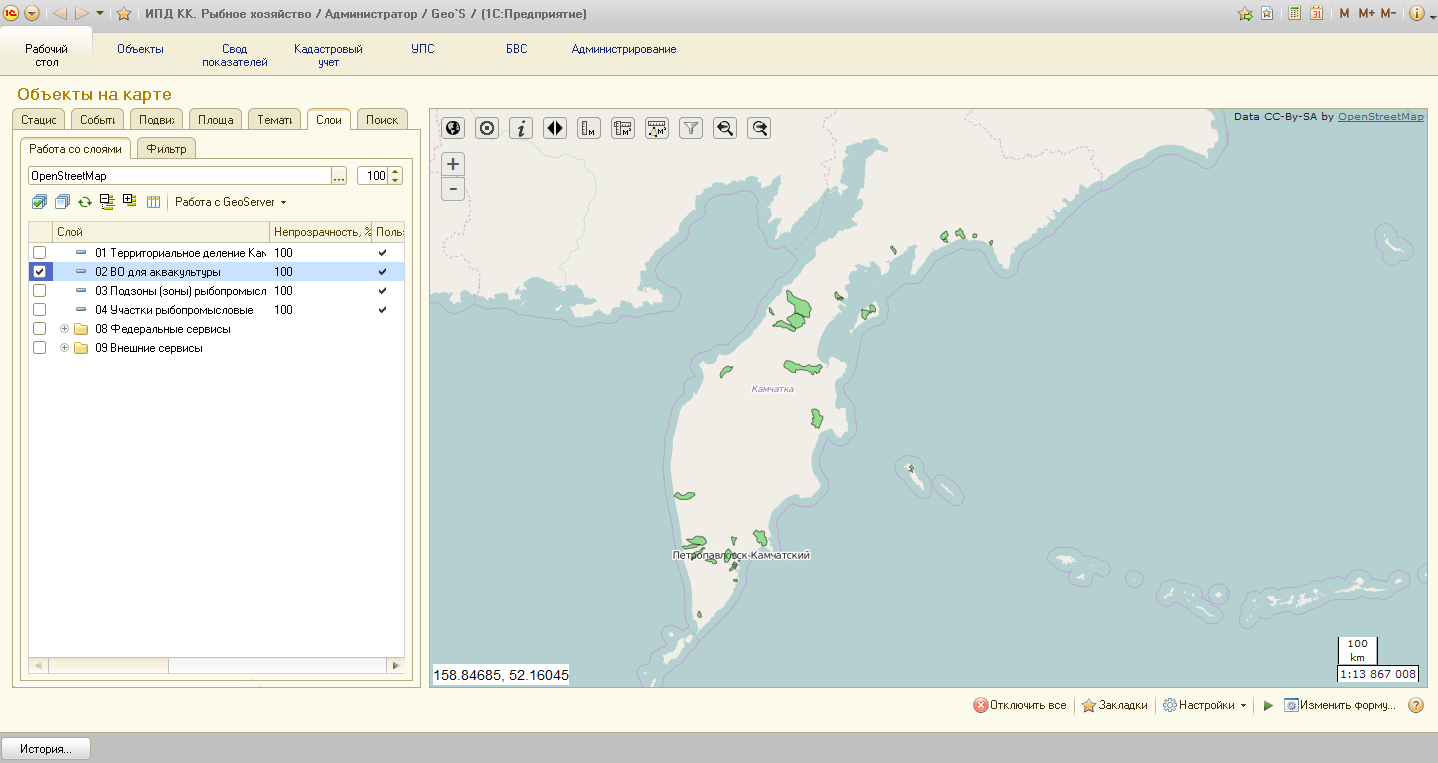 ИПД КК. Рыбное хозяйство / Администратор / Geo`S / (1С:Предприятие)
31 M M+ M-
Рабочий стол
Объекты
Свод показателей
Кадастровый учет
УПС
БВС
Администрирование
Объекты на карте
Стацис Событи Подвиж Площа Темати Слои Поиск
Работа со слоями Фильтр
OpenStreetMap ... 100
Работа с GeoServer
Слой Непрозрачность, % Польз
01 Территориальное деление Кам 100
02 ВО для аквакультуры 100
03 Подзоны (зоны) рыбопромысл 100
04 Участки рыбопромысловые 100
08 Федеральные сервисы
09 Внешние сервисы
Data CC-By-SA by OpenStreetMap
i M M M
+
-
Камчатка
Петропавловск-Камчатский
158.84685, 52.16045
100
km
1:13 867 008
Отключить все Закладки Настройки Изменить форму... ?
История...